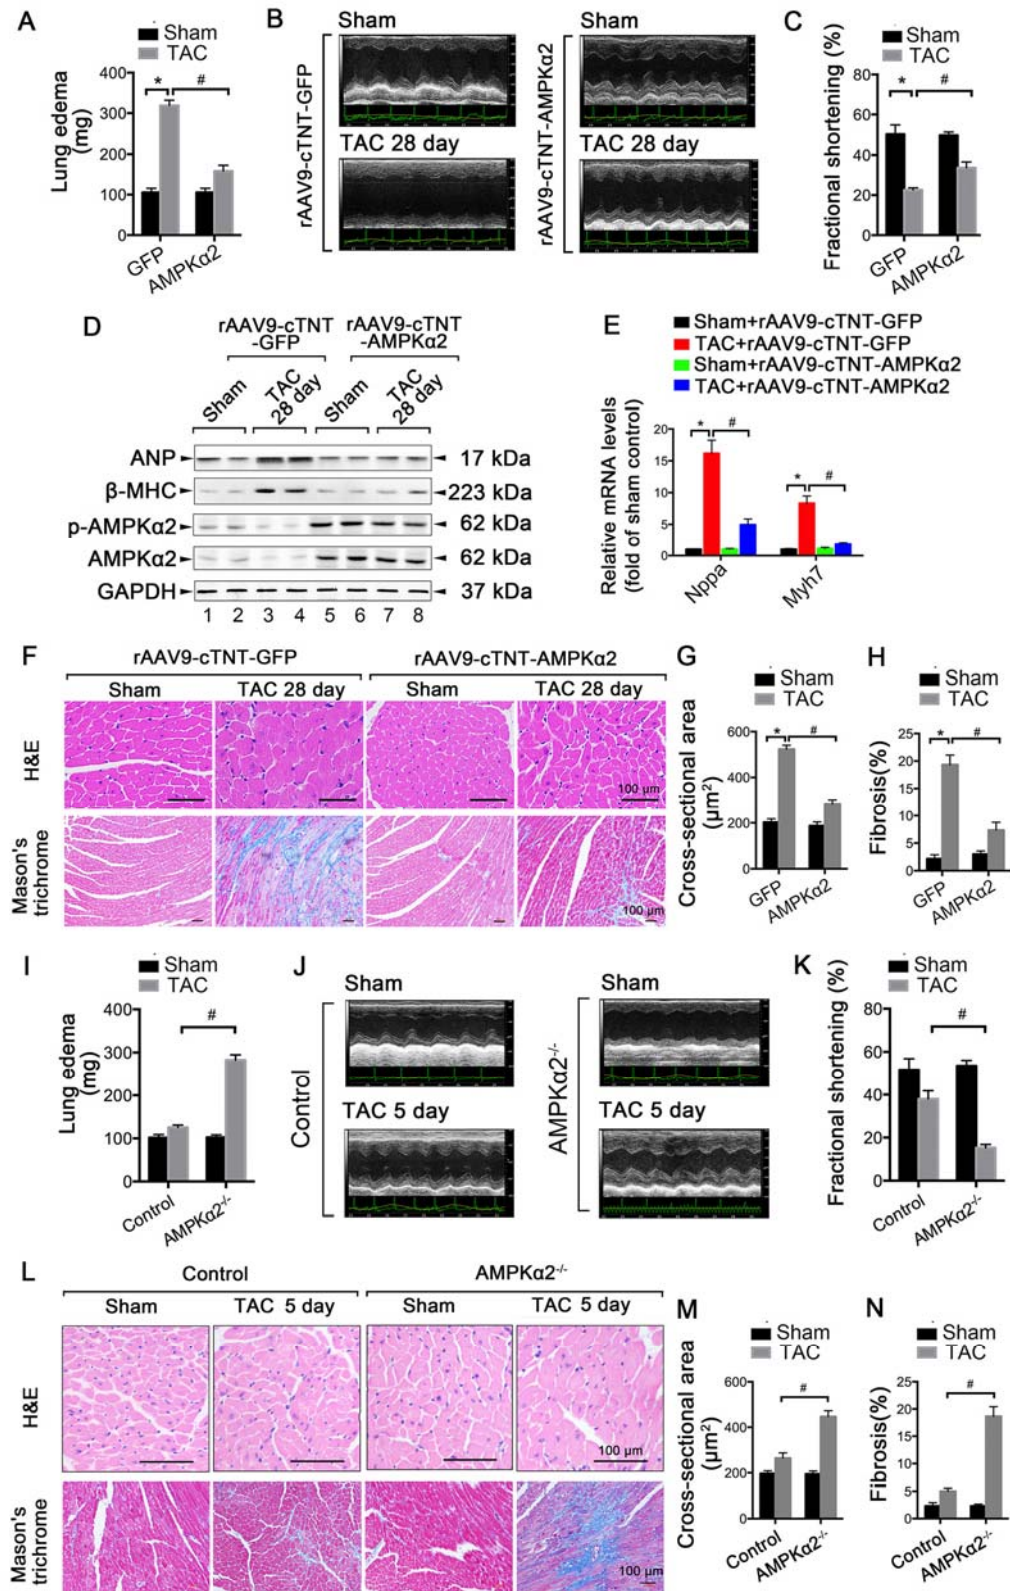 A
Sham
TAC
Lung edema
(mg)
400
300
200
100
0
GFP
AMPKα2
*
#
B
rAAV9-cTNT-GFP
Sham
TAC 28 day
rAAV9-cTNT-AMPKα2
Sham
TAC 28 day
C
Sham
TAC
Fractional shortening (%)
80
60
40
20
0
GFP
AMPKα2
*
#
D
rAAV9-cTNT
-GFP
rAAV9-cTNT
-AMPKα2
Sham
TAC
28 day
Sham
TAC
28 day
ANP
17 kDa
β-MHC
223 kDa
p-AMPKα2
62 kDa
AMPKα2
62 kDa
GAPDH
37 kDa
1 2 3 4 5 6 7 8
E
Sham+rAAV9-cTNT-GFP
TAC+rAAV9-cTNT-GFP
Sham+rAAV9-cTNT-AMPKα2
TAC+rAAV9-cTNT-AMPKα2
Relative mRNA levels
(fold of sham control)
20
15
10
5
0
Nppa
Myh7
*
#
*
#
F
rAAV9-cTNT-GFP
rAAV9-cTNT-AMPKα2
Sham
TAC 28 day
Sham
TAC 28 day
H&E
100 μm
Mason's
trichrome
100 μm
G
Sham
TAC
Cross-sectional area
(μm²)
600
400
200
0
GFP
AMPKα2
*
#
H
Sham
TAC
Fibrosis(%)
25
20
15
10
5
0
GFP
AMPKα2
*
#
I
Sham
TAC
Lung edema
(mg)
400
300
200
100
0
Control
AMPKα2⁻/⁻
#
J
Control
Sham
TAC 5 day
AMPKα2⁻/⁻
Sham
TAC 5 day
K
Sham
TAC
Fractional shortening (%)
80
60
40
20
0
Control
AMPKα2⁻/⁻
#
L
Control
AMPKα2⁻/⁻
Sham
TAC 5 day
Sham
TAC 5 day
H&E
100 μm
Mason's
trichrome
100 μm
M
Sham
TAC
Cross-sectional area
(μm²)
600
400
200
0
Control
AMPKα2⁻/⁻
#
N
Sham
TAC
Fibrosis(%)
25
20
15
10
5
0
Control
AMPKα2⁻/⁻
#